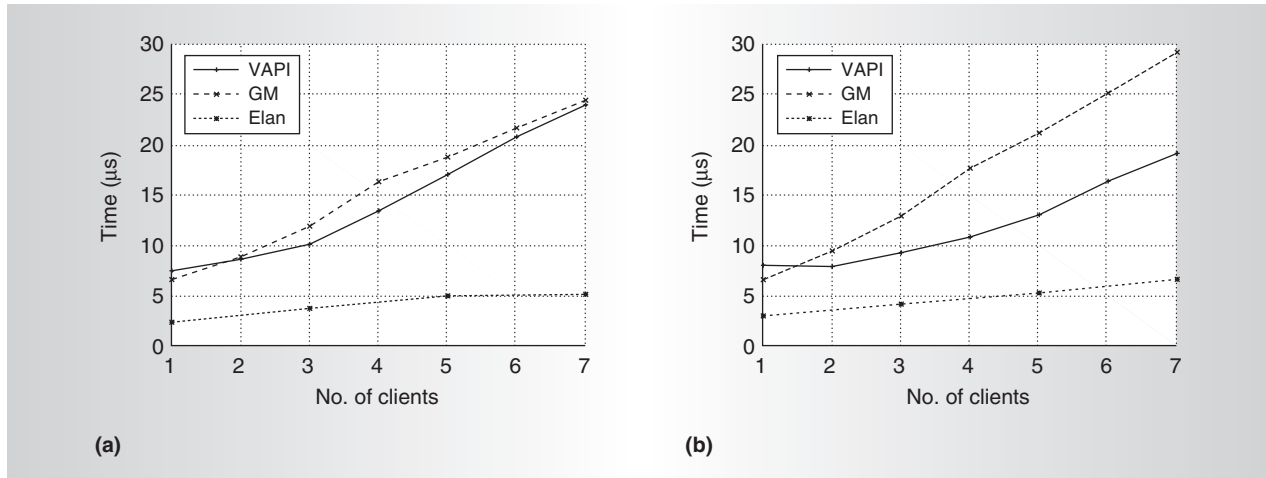 30
25
20
15
10
5
0
Time (µs)
VAPI
GM
Elan
1 2 3 4 5 6 7
No. of clients
(a)
30
25
20
15
10
5
0
Time (µs)
VAPI
GM
Elan
1 2 3 4 5 6 7
No. of clients
(b)